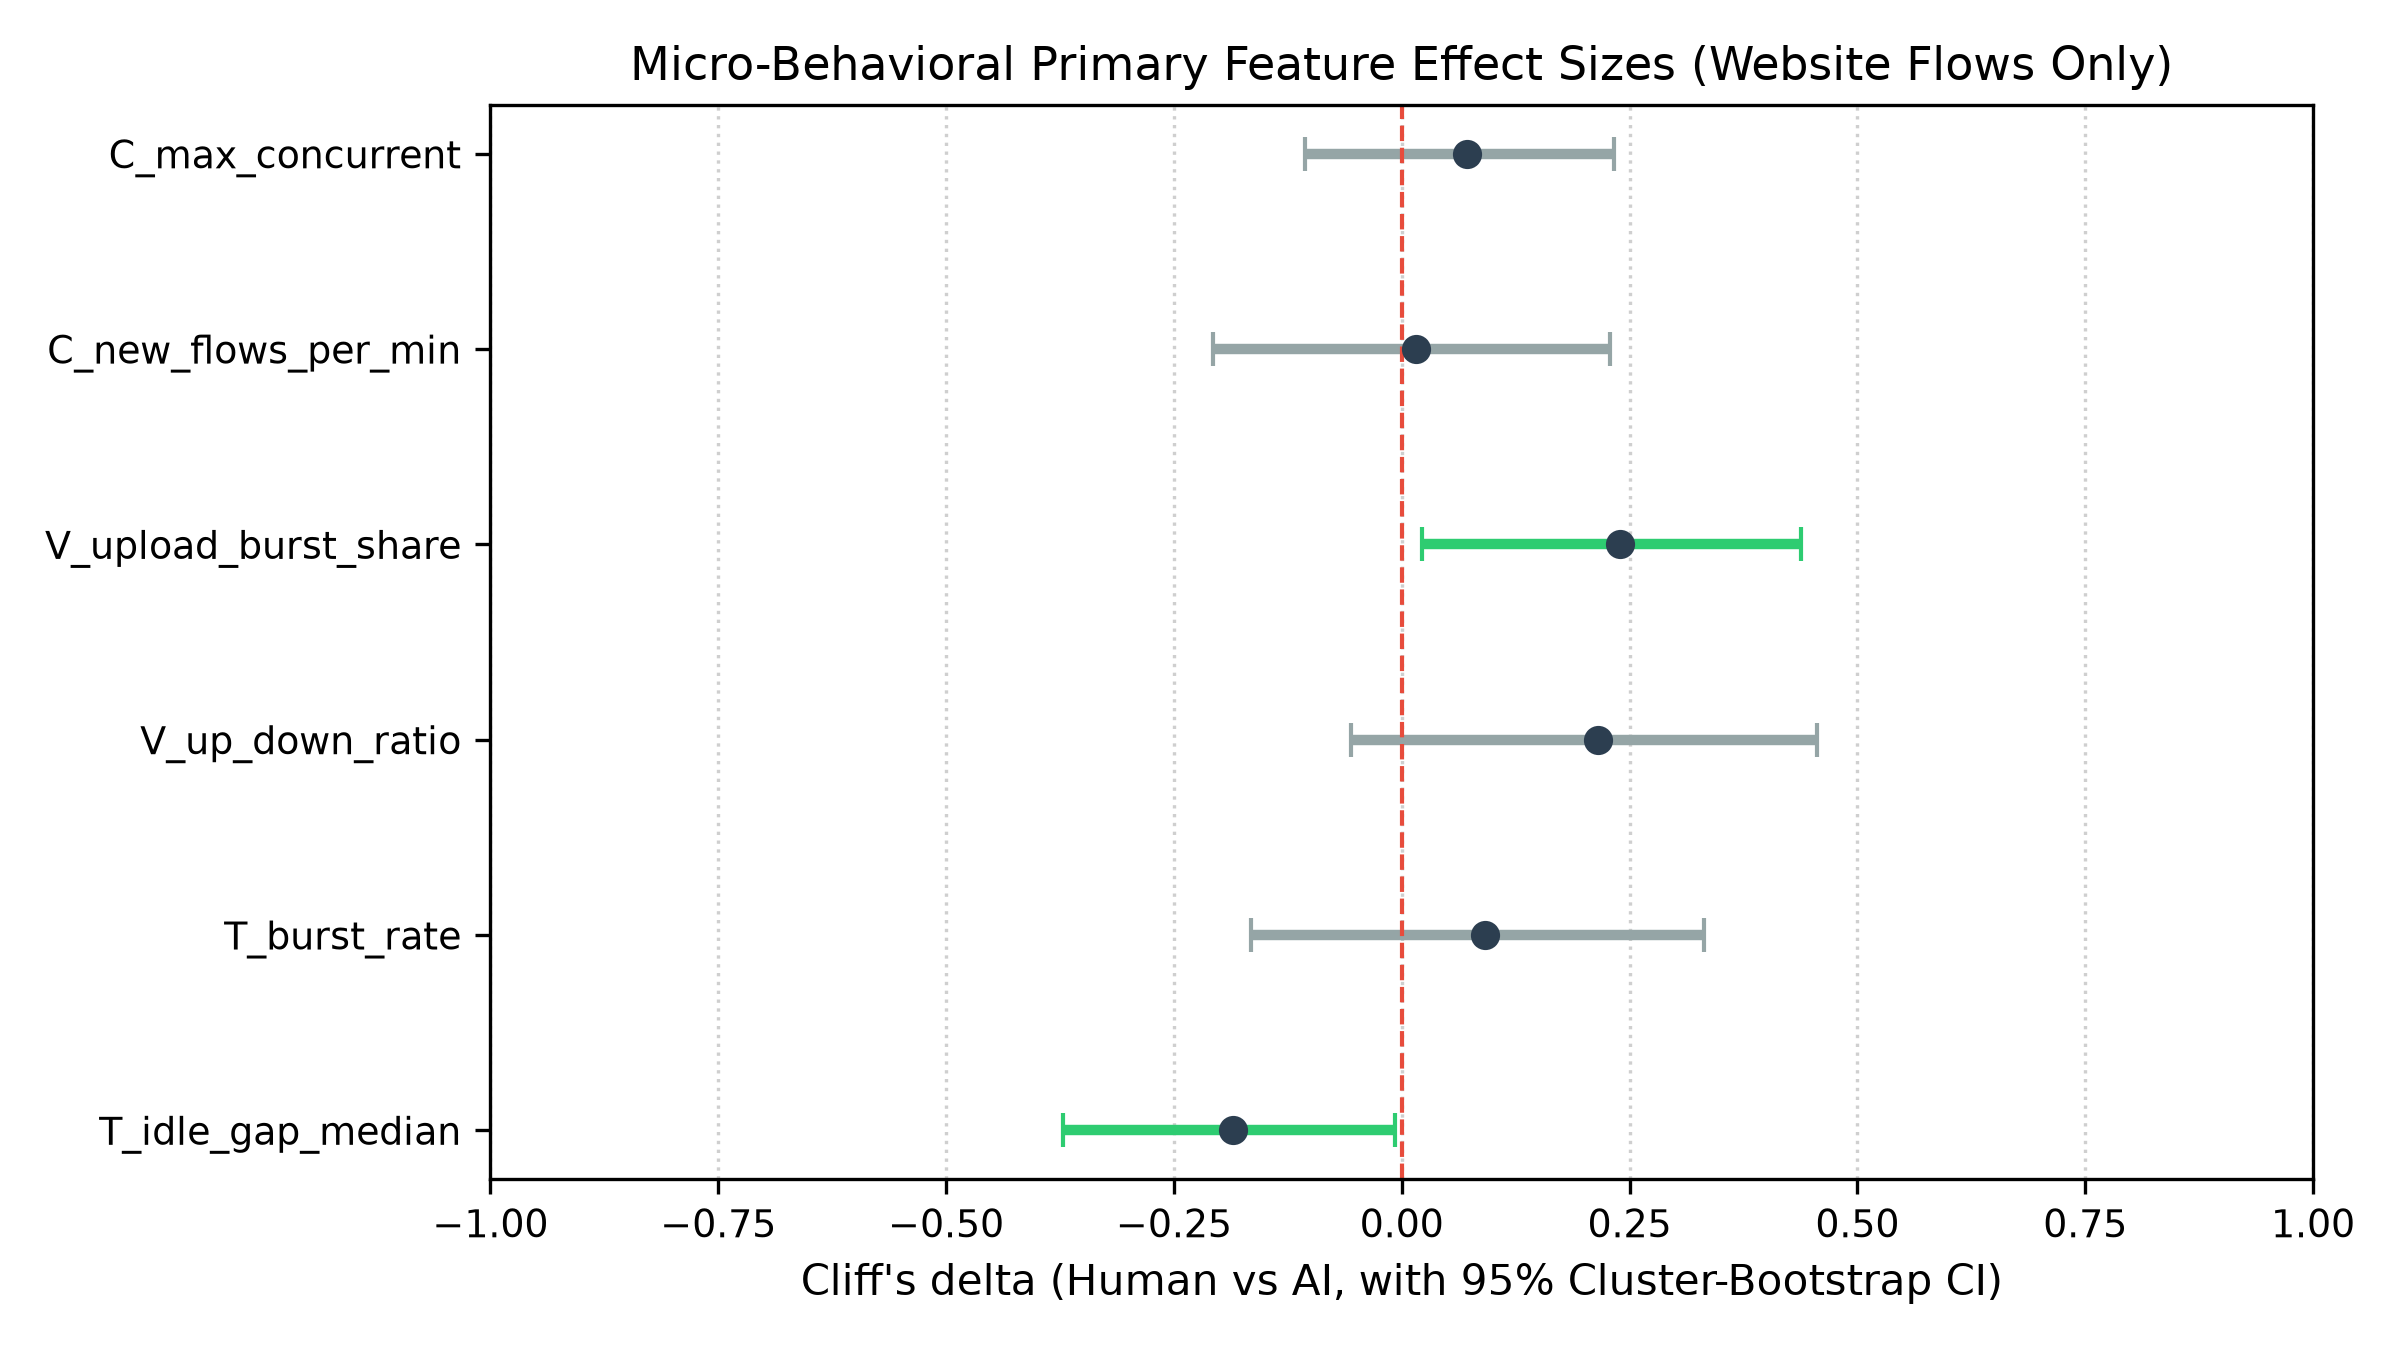 Micro-Behavioral Primary Feature Effect Sizes (Website Flows Only)
C_max_concurrent
C_new_flows_per_min
V_upload_burst_share
V_up_down_ratio
T_burst_rate
T_idle_gap_median
−1.00 −0.75 −0.50 −0.25 0.00 0.25 0.50 0.75 1.00
Cliff's delta (Human vs AI, with 95% Cluster-Bootstrap CI)